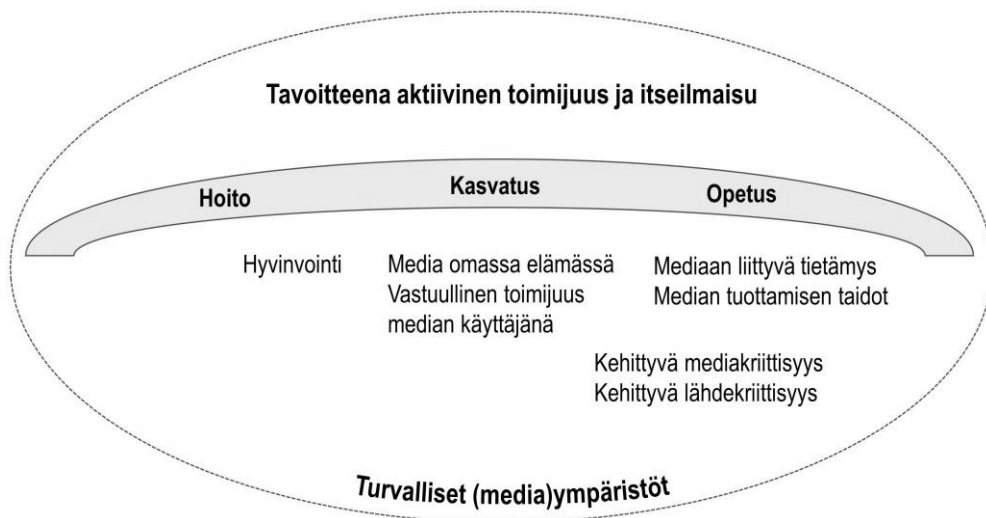 Tavoitteena aktiivinen toimijuus ja itseilmaisu
Hoito
Kasvatus
Opetus
Hyvinvointi
Media omassa elämässä
Vastuullinen toimijuus
median käyttäjänä
Mediaan liittyvä tietämys
Median tuottamisen taidot
Kehittyvä mediakriittisyys
Kehittyvä lähdekriittisyys
Turvalliset (media)ympäristöt